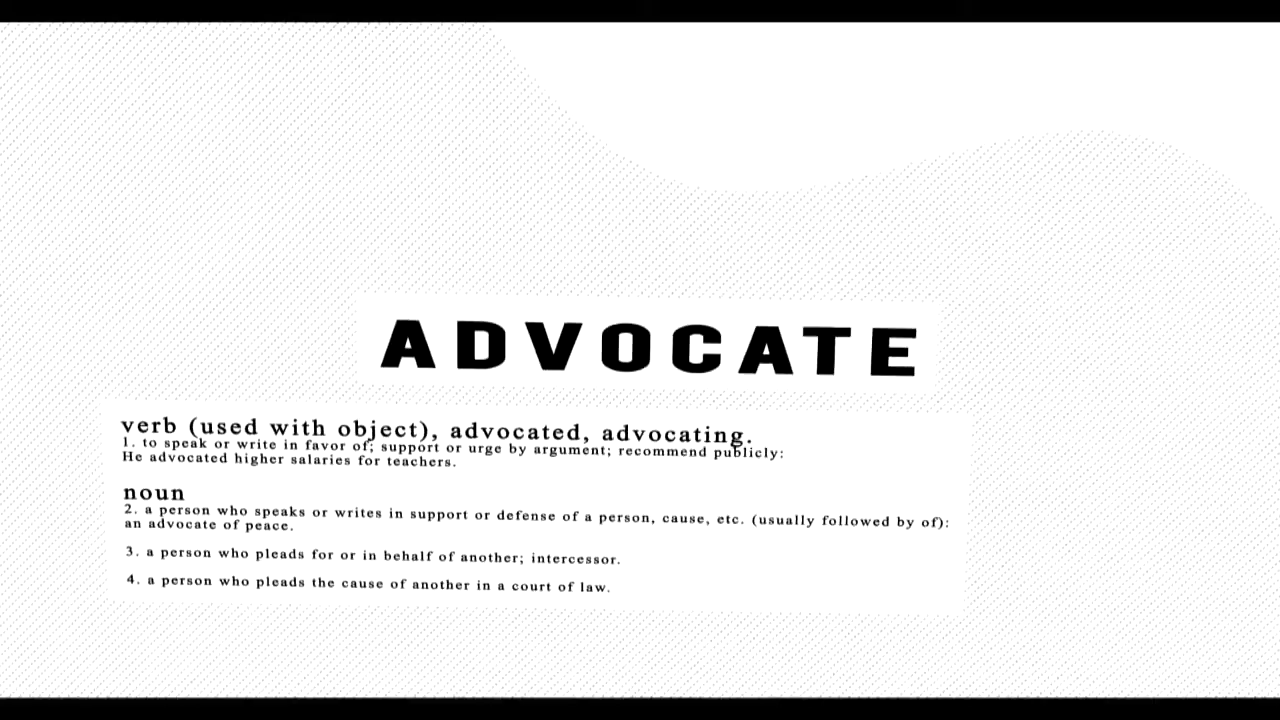 ADVOCATE
verb (used with object), advocated, advocating.
1. to speak or write in favor of; support or urge by argument; recommend publicly:
He advocated higher salaries for teachers.
noun
2. a person who speaks or writes in support or defense of a person, cause, etc. (usually followed by of):
an advocate of peace.
3. a person who pleads for or in behalf of another; intercessor.
4. a person who pleads the cause of another in a court of law.